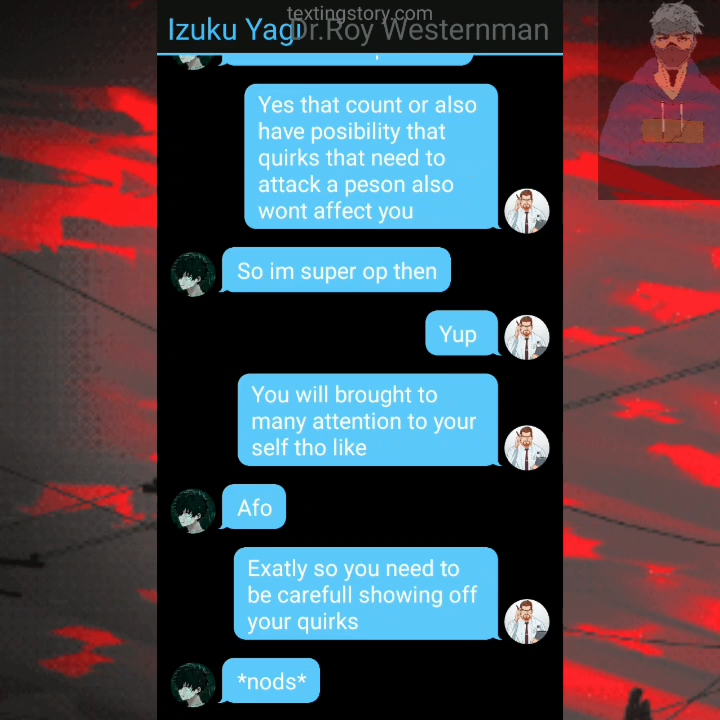 textingstory.com
Izuku Yagi
Dr.Roy Westernman
Yes that count or also
have posibility that
quirks that need to
attack a peson also
wont affect you
So im super op then
Yup
You will brought to
many attention to your
self tho like
Afo
Exatly so you need to
be carefull showing off
your quirks
*nods*